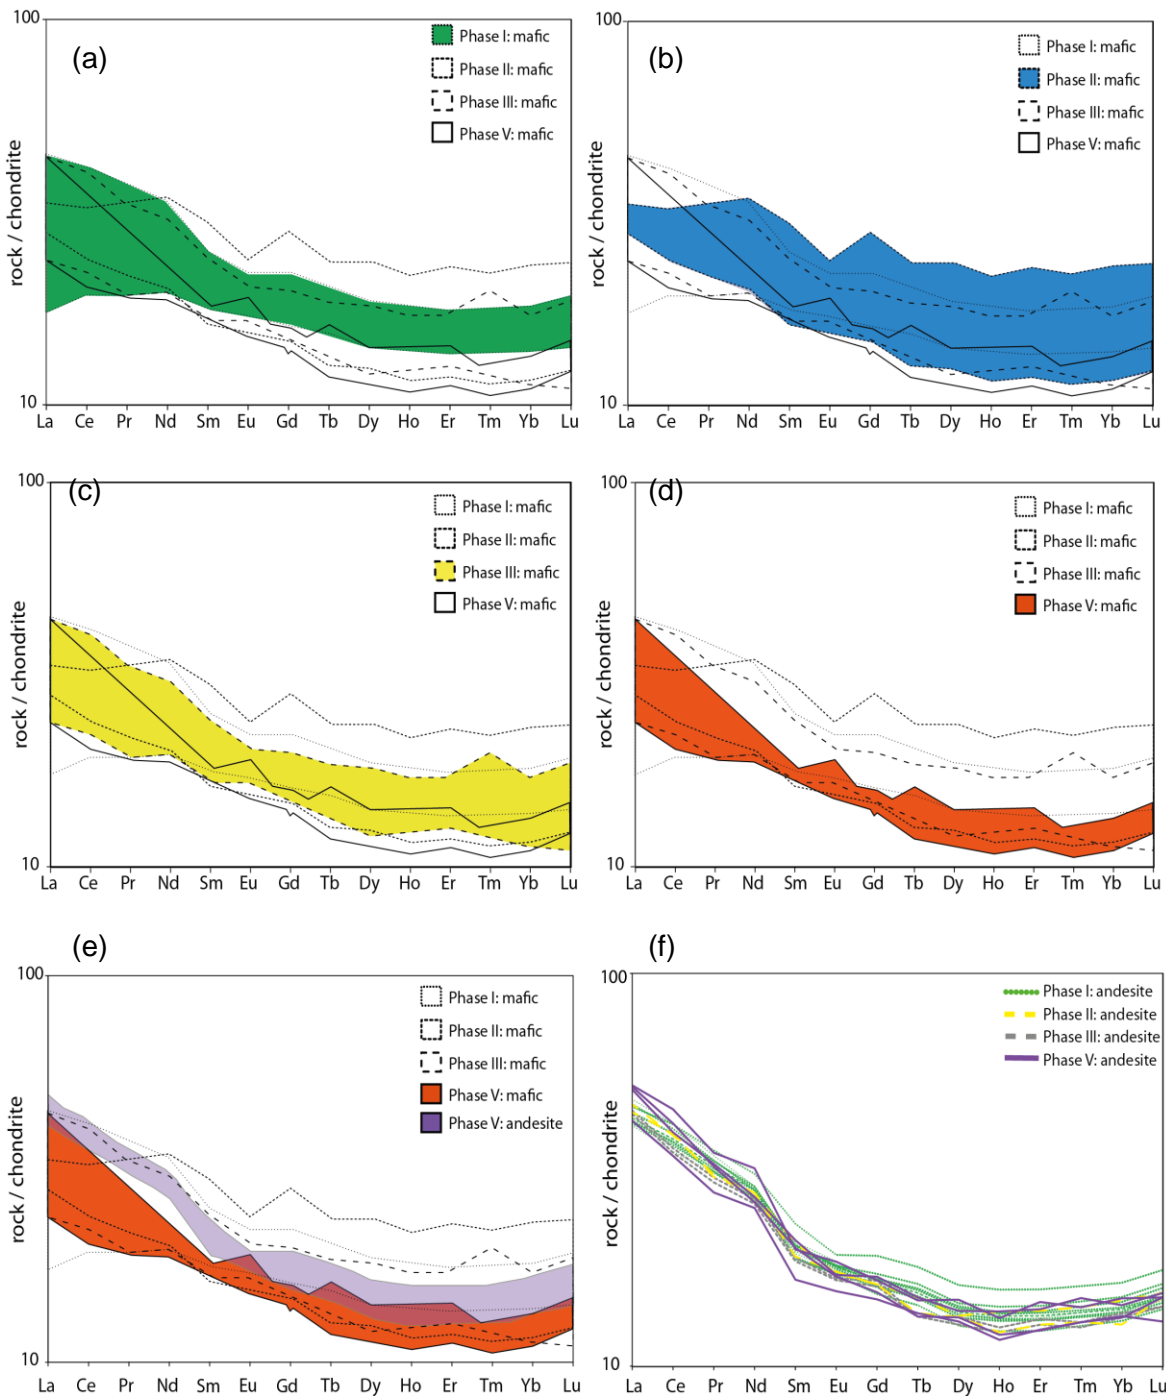 (a)
100
Phase I: mafic
Phase II: mafic
Phase III: mafic
Phase V: mafic
rock / chondrite
10
La Ce Pr Nd Sm Eu Gd Tb Dy Ho Er Tm Yb Lu
(b)
100
Phase I: mafic
Phase II: mafic
Phase III: mafic
Phase V: mafic
rock / chondrite
10
La Ce Pr Nd Sm Eu Gd Tb Dy Ho Er Tm Yb Lu
(c)
100
Phase I: mafic
Phase II: mafic
Phase III: mafic
Phase V: mafic
rock / chondrite
10
La Ce Pr Nd Sm Eu Gd Tb Dy Ho Er Tm Yb Lu
(d)
100
Phase I: mafic
Phase II: mafic
Phase III: mafic
Phase V: mafic
rock / chondrite
10
La Ce Pr Nd Sm Eu Gd Tb Dy Ho Er Tm Yb Lu
(e)
100
Phase I: mafic
Phase II: mafic
Phase III: mafic
Phase V: mafic
Phase V: andesite
rock / chondrite
10
La Ce Pr Nd Sm Eu Gd Tb Dy Ho Er Tm Yb Lu
(f)
100
Phase I: andesite
Phase II: andesite
Phase III: andesite
Phase V: andesite
rock / chondrite
10
La Ce Pr Nd Sm Eu Gd Tb Dy Ho Er Tm Yb Lu